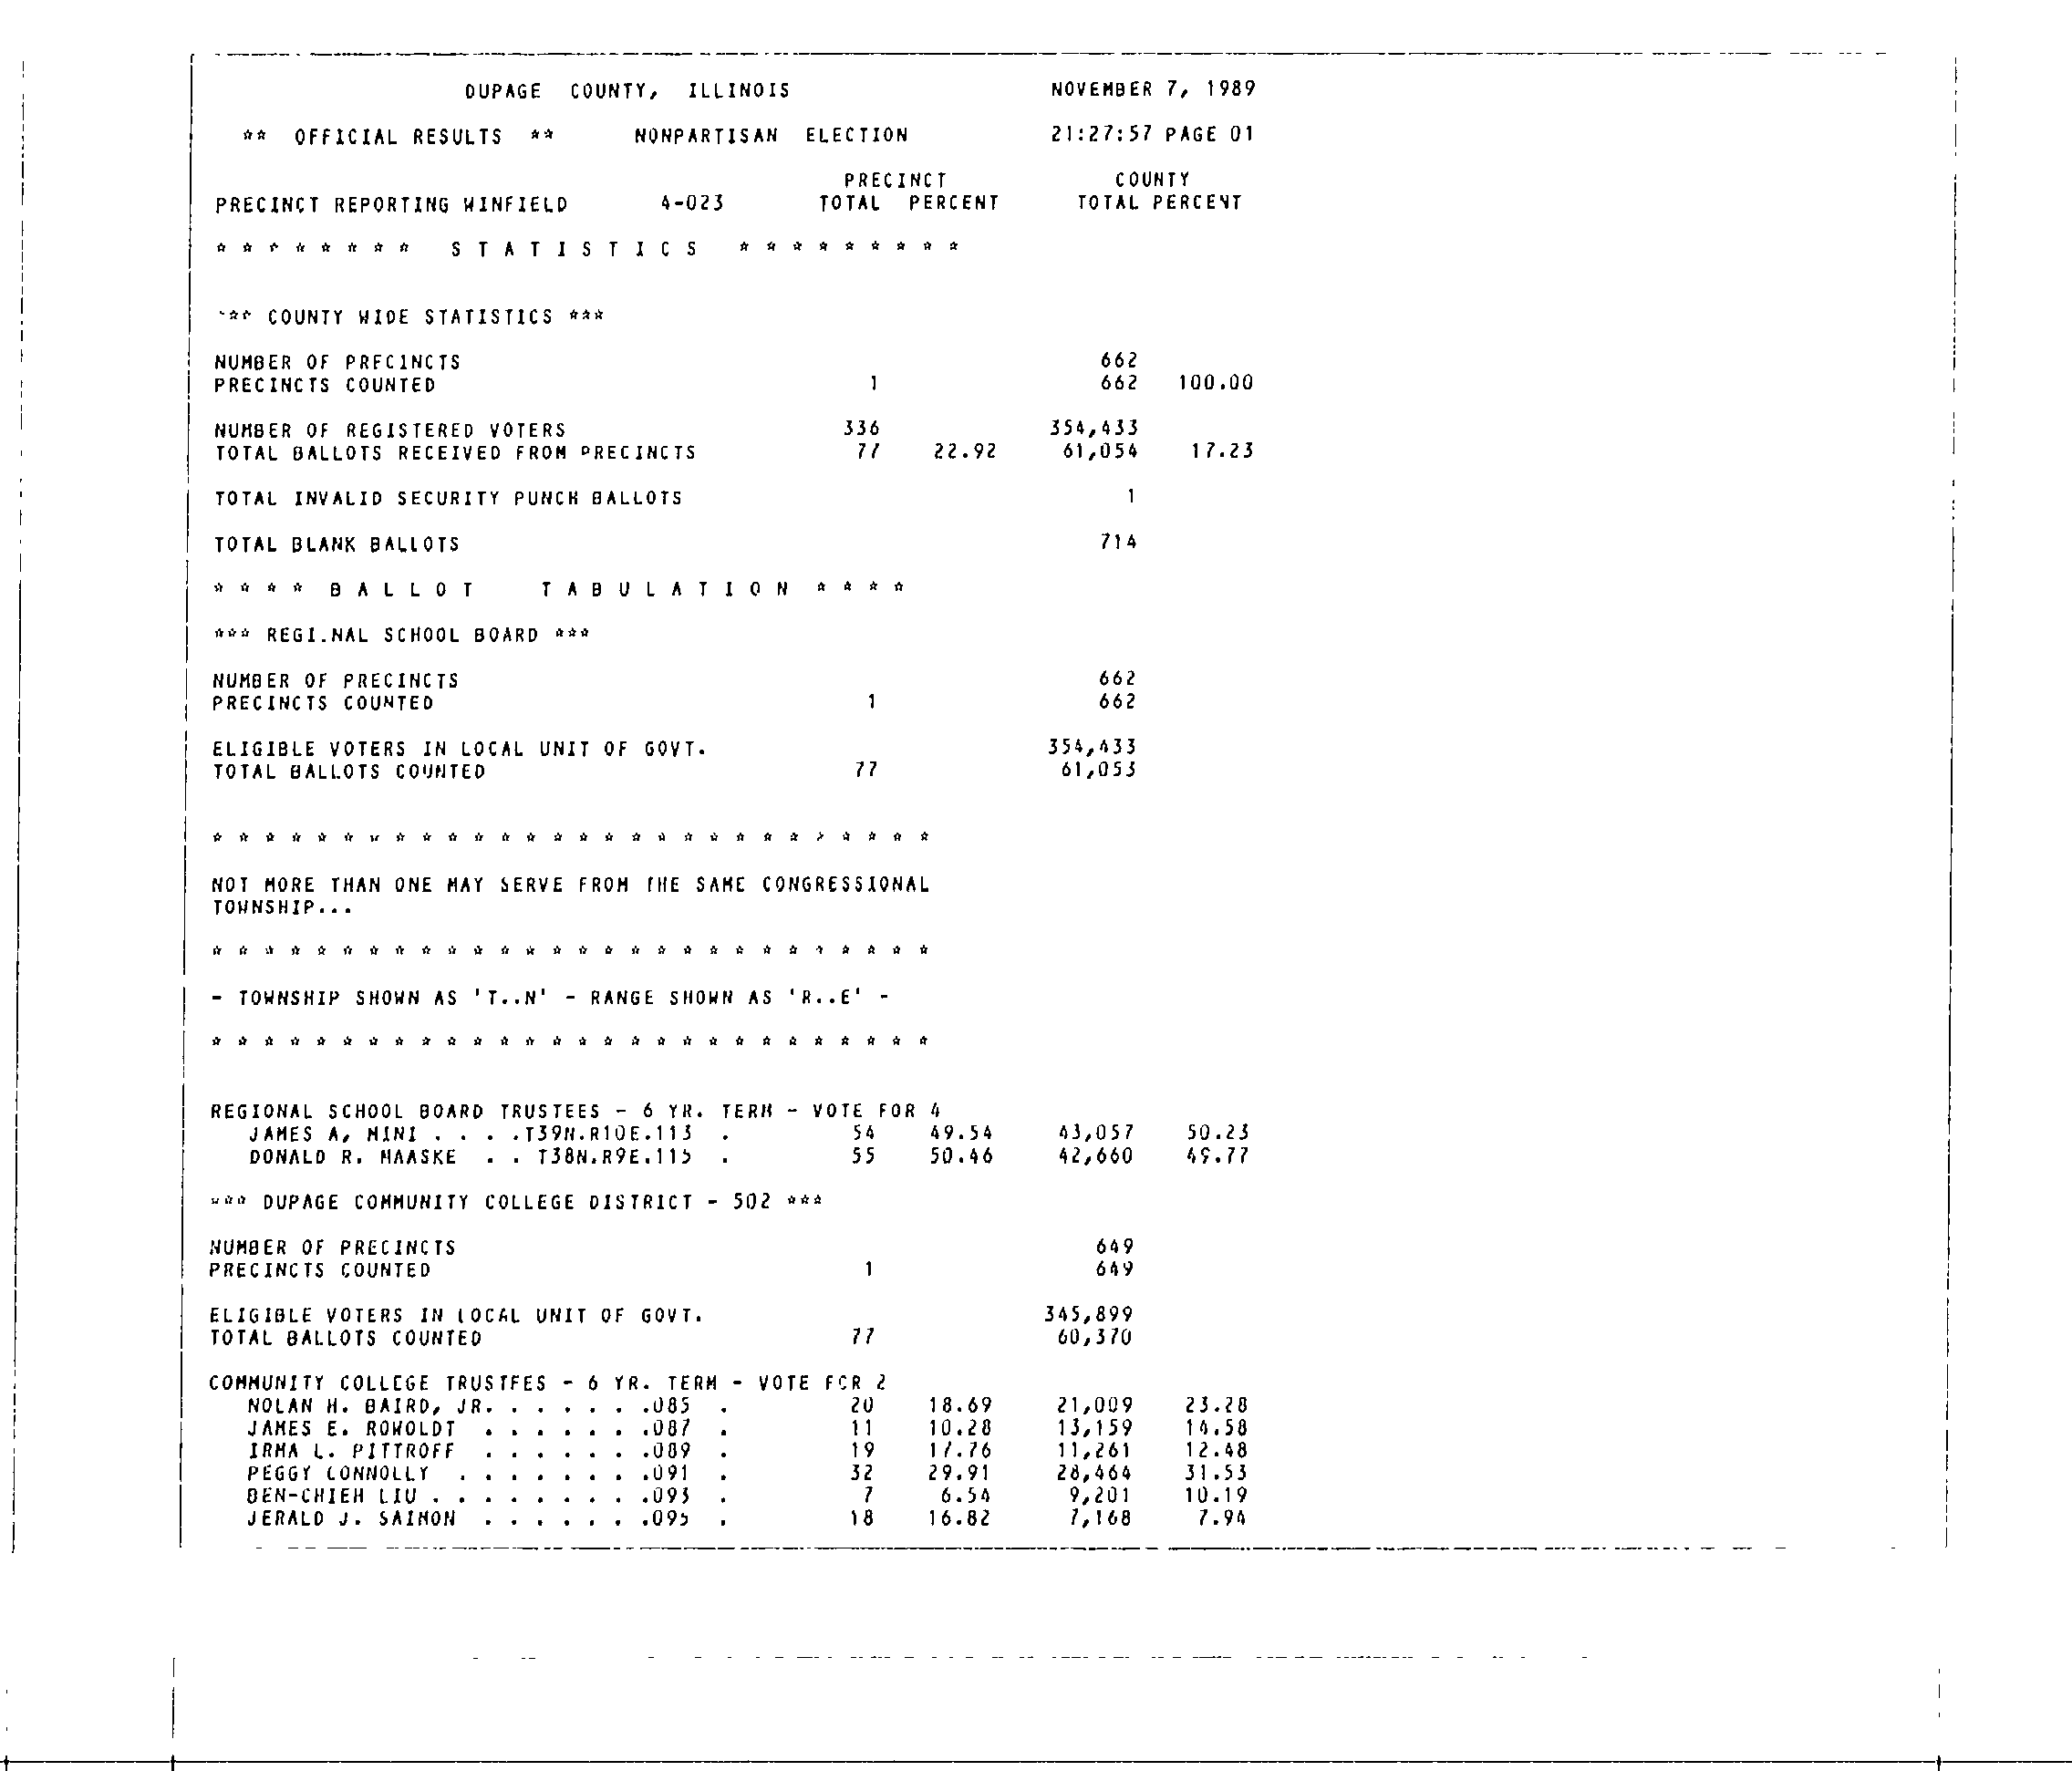 DUPAGE COUNTY, ILLINOIS NOVEMBER 7, 1989
** OFFICIAL RESULTS ** NONPARTISAN ELECTION 21:27:57 PAGE 01
PRECINCT COUNTY
PRECINCT REPORTING WINFIELD 4-023 TOTAL PERCENT TOTAL PERCENT
* * * * * * * * S T A T I S T I C S * * * * * * * * *
*** COUNTY WIDE STATISTICS ***
NUMBER OF PRECINCTS 662
PRECINCTS COUNTED 1 662 100.00
NUMBER OF REGISTERED VOTERS 336 354,433
TOTAL BALLOTS RECEIVED FROM PRECINCTS 77 22.92 61,054 17.23
TOTAL INVALID SECURITY PUNCH BALLOTS 1
TOTAL BLANK BALLOTS 714
* * * * B A L L O T T A B U L A T I O N * * * *
*** REGI.NAL SCHOOL BOARD ***
NUMBER OF PRECINCTS 662
PRECINCTS COUNTED 1 662
ELIGIBLE VOTERS IN LOCAL UNIT OF GOVT. 354,433
TOTAL BALLOTS COUNTED 77 61,053
* * * * * * * * * * * * * * * * * * * * * * * * * * * *
NOT MORE THAN ONE MAY SERVE FROM THE SAME CONGRESSIONAL
TOWNSHIP...
* * * * * * * * * * * * * * * * * * * * * * * * * * * *
- TOWNSHIP SHOWN AS 'T..N' - RANGE SHOWN AS 'R..E' -
* * * * * * * * * * * * * * * * * * * * * * * * * * * *
REGIONAL SCHOOL BOARD TRUSTEES - 6 YR. TERM - VOTE FOR 4
JAMES A, MINI . . . .T39N.R10E.113 . 54 49.54 43,057 50.23
DONALD R. MAASKE . . T38N.R9E.115 . 55 50.46 42,660 49.77
*** DUPAGE COMMUNITY COLLEGE DISTRICT - 502 ***
NUMBER OF PRECINCTS 649
PRECINCTS COUNTED 1 649
ELIGIBLE VOTERS IN LOCAL UNIT OF GOVT. 345,899
TOTAL BALLOTS COUNTED 77 60,370
COMMUNITY COLLEGE TRUSTEES - 6 YR. TERM - VOTE FOR 2
NOLAN H. BAIRD, JR. . . . . . .085 . 20 18.69 21,009 23.28
JAMES E. ROWOLDT . . . . . . .087 . 11 10.28 13,159 14.58
IRMA L. PITTROFF . . . . . . .089 . 19 17.76 11,261 12.48
PEGGY CONNOLLY . . . . . . . .091 . 32 29.91 28,464 31.53
BEN-CHIEH LIU . . . . . . . . .093 . 7 6.54 9,201 10.19
JERALD J. SAIMON . . . . . . .095 . 18 16.82 7,168 7.94